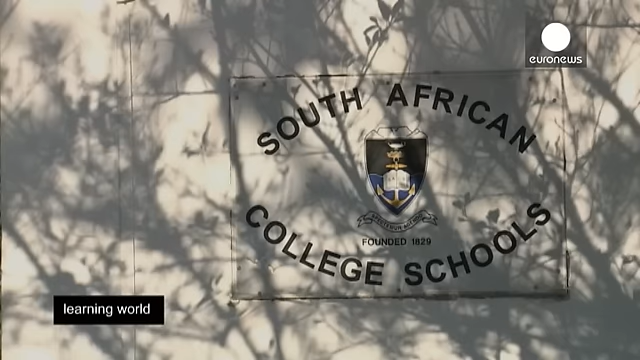 euronews
SOUTH AFRICAN
COLLEGE SCHOOLS
FOUNDED 1829
learning world